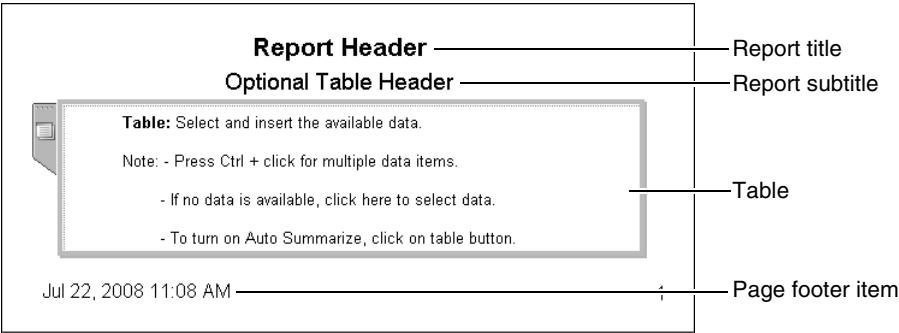 Report Header
Report title
Optional Table Header
Report subtitle
Table: Select and insert the available data.
Note: - Press Ctrl + click for multiple data items.
- If no data is available, click here to select data.
- To turn on Auto Summarize, click on table button.
Table
Jul 22, 2008 11:08 AM
1
Page footer item